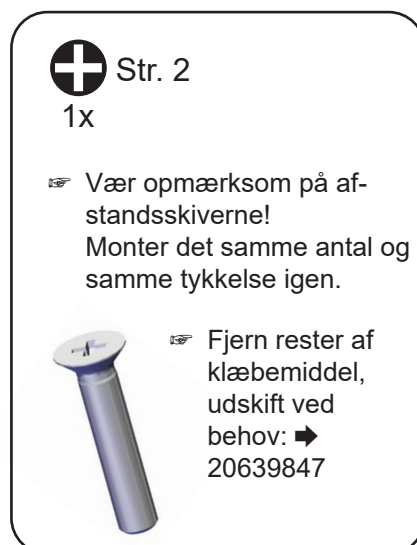 Str. 2
1x
☞ Vær opmærksom på af-
standsskiverne!
Monter det samme antal og
samme tykkelse igen.
☞ Fjern rester af
klæbemiddel,
udskift ved
behov: ➡
20639847